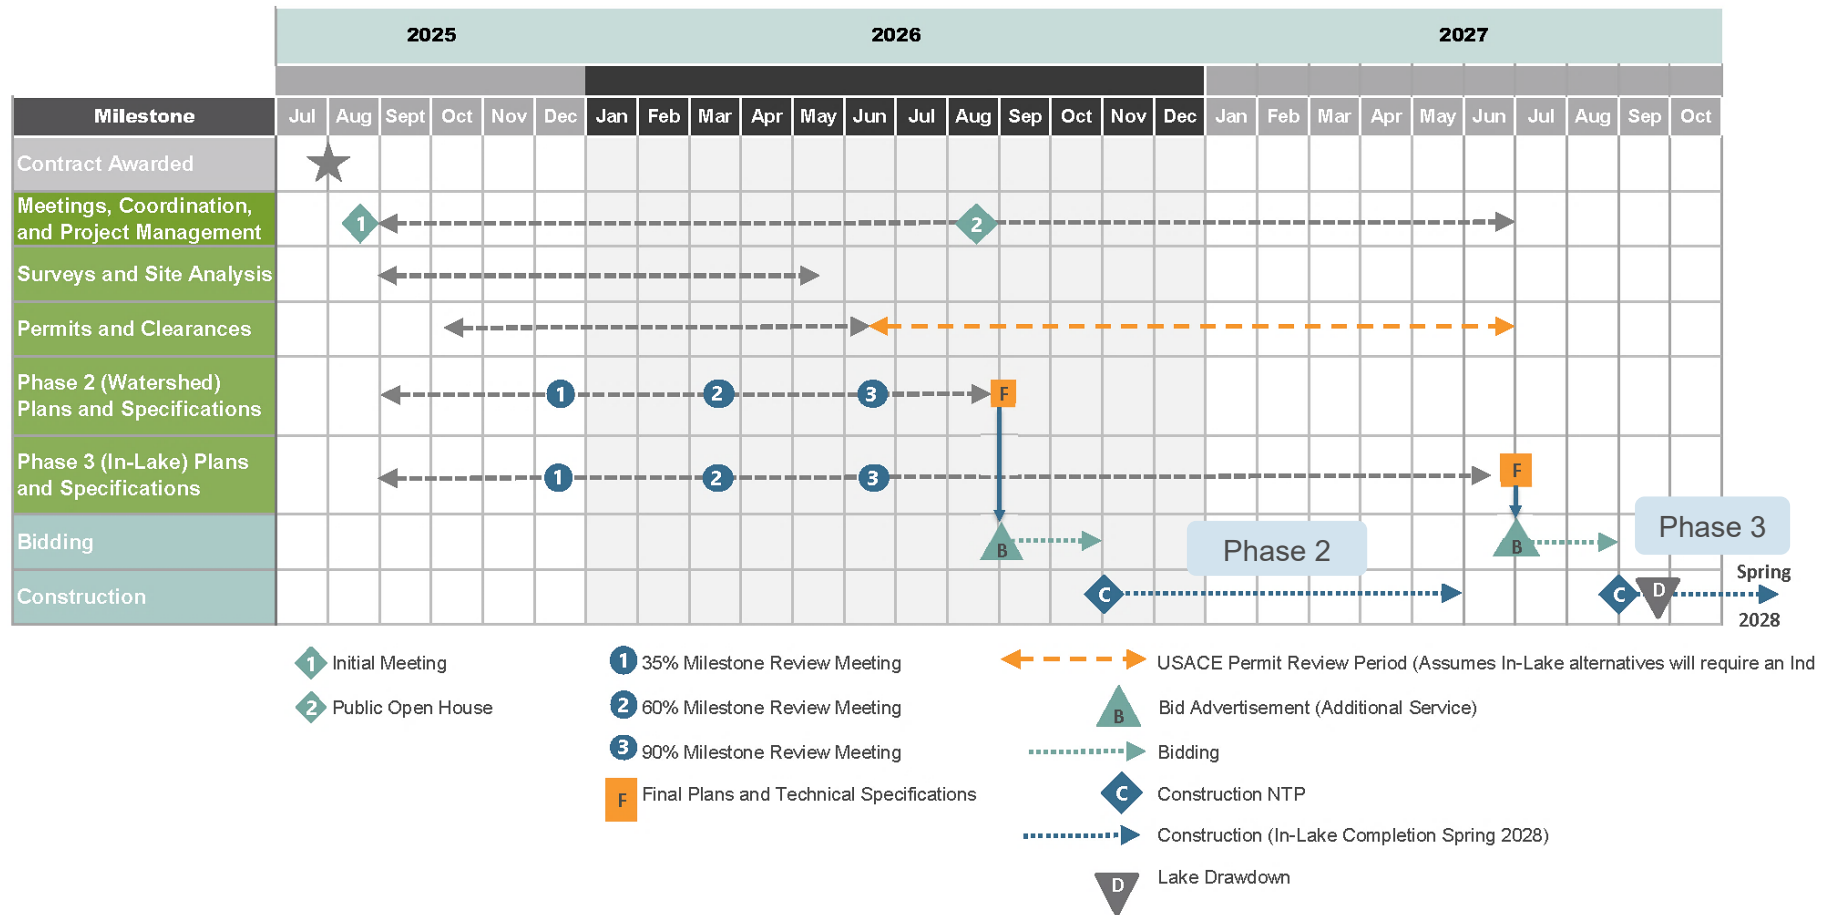 2025 2026 2027
Milestone Jul Aug Sept Oct Nov Dec Jan Feb Mar Apr May Jun Jul Aug Sep Oct Nov Dec Jan Feb Mar Apr May Jun Jul Aug Sep Oct
Contract Awarded
Meetings, Coordination,
and Project Management
1 2
Surveys and Site Analysis
Permits and Clearances
Phase 2 (Watershed)
Plans and Specifications
1 2 3 F
Phase 3 (In-Lake) Plans
and Specifications
1 2 3 F
Bidding
B B
Phase 2
Phase 3
Construction
C C D
Spring
2028
1 Initial Meeting
2 Public Open House
1 35% Milestone Review Meeting
2 60% Milestone Review Meeting
3 90% Milestone Review Meeting
F Final Plans and Technical Specifications
USACE Permit Review Period (Assumes In-Lake alternatives will require an Ind
B Bid Advertisement (Additional Service)
Bidding
C Construction NTP
Construction (In-Lake Completion Spring 2028)
D Lake Drawdown